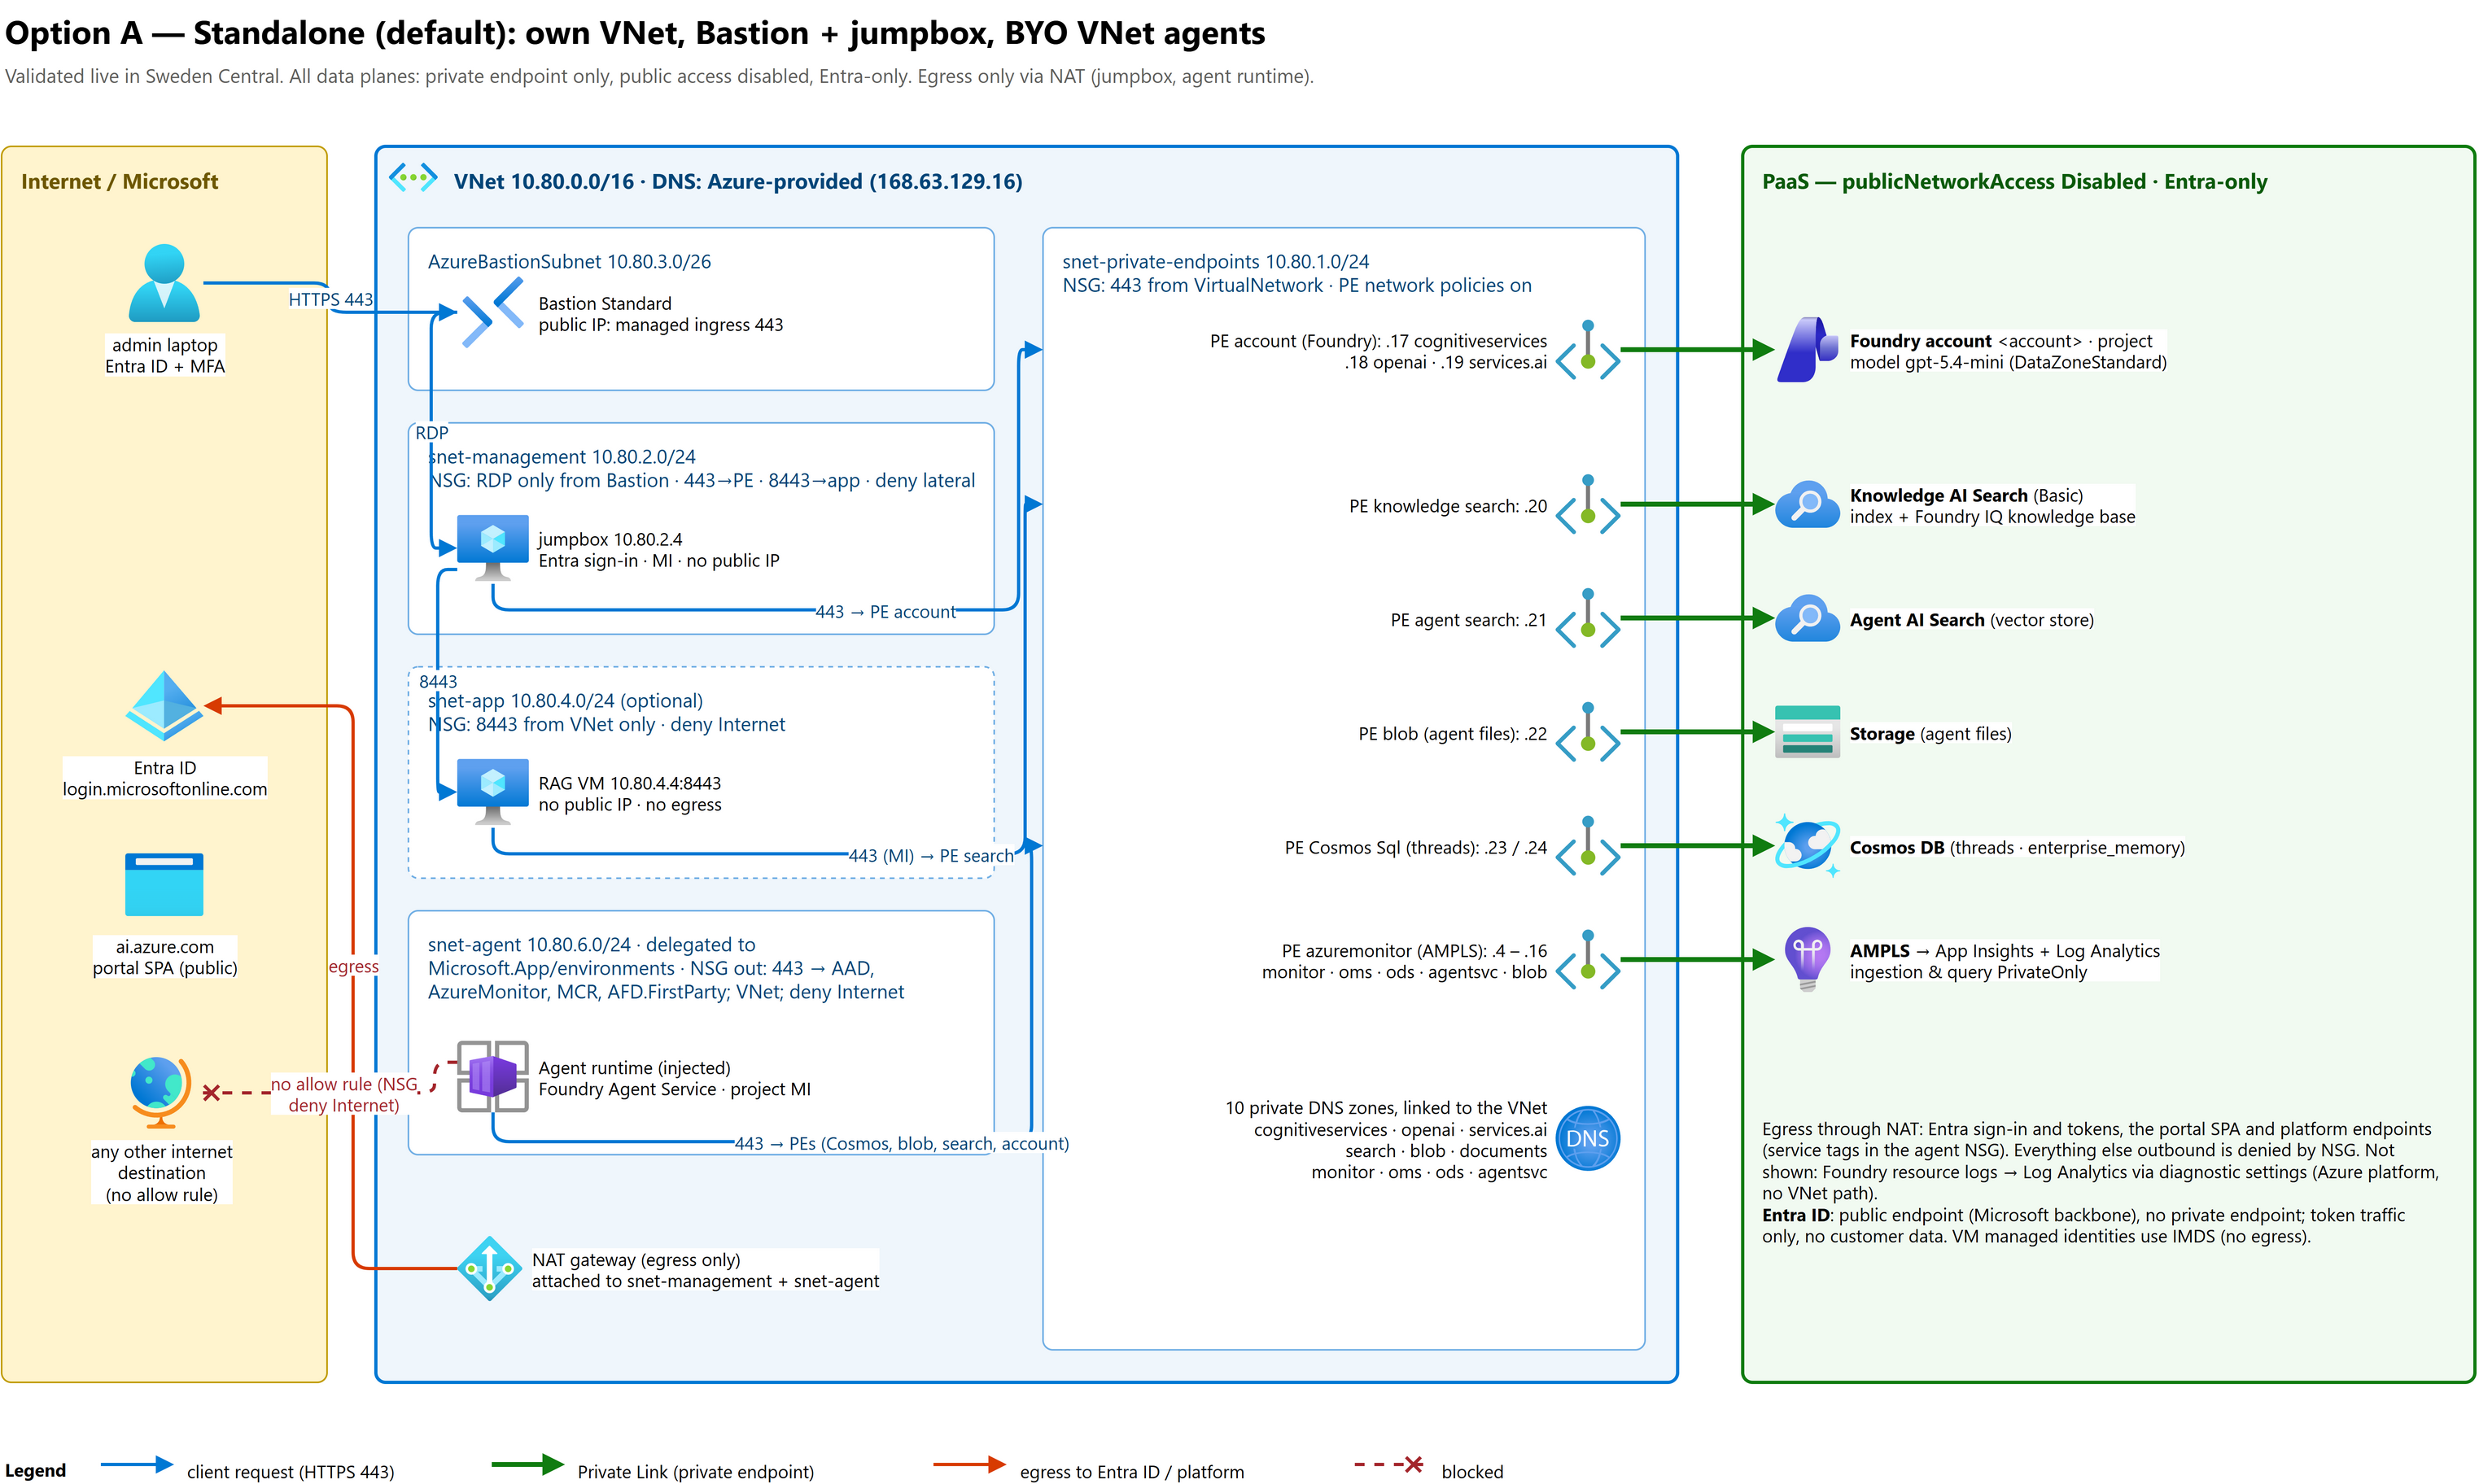 Option A — Standalone (default): own VNet, Bastion + jumpbox, BYO VNet agents
Validated live in Sweden Central. All data planes: private endpoint only, public access disabled, Entra-only. Egress only via NAT (jumpbox, agent runtime).
Internet / Microsoft
admin laptop
Entra ID + MFA
HTTPS 443
Entra ID
login.microsoftonline.com
ai.azure.com
portal SPA (public)
egress
no allow rule (NSG
deny Internet)
any other internet
destination
(no allow rule)
VNet 10.80.0.0/16 · DNS: Azure-provided (168.63.129.16)
AzureBastionSubnet 10.80.3.0/26
Bastion Standard
public IP: managed ingress 443
RDP
snet-management 10.80.2.0/24
NSG: RDP only from Bastion · 443→PE · 8443→app · deny lateral
jumpbox 10.80.2.4
Entra sign-in · MI · no public IP
443 → PE account
8443
snet-app 10.80.4.0/24 (optional)
NSG: 8443 from VNet only · deny Internet
RAG VM 10.80.4.4:8443
no public IP · no egress
443 (MI) → PE search
snet-agent 10.80.6.0/24 · delegated to
Microsoft.App/environments · NSG out: 443 → AAD,
AzureMonitor, MCR, AFD.FirstParty; VNet; deny Internet
Agent runtime (injected)
Foundry Agent Service · project MI
443 → PEs (Cosmos, blob, search, account)
NAT gateway (egress only)
attached to snet-management + snet-agent
snet-private-endpoints 10.80.1.0/24
NSG: 443 from VirtualNetwork · PE network policies on
PE account (Foundry): .17 cognitiveservices
.18 openai · .19 services.ai
PE knowledge search: .20
PE agent search: .21
PE blob (agent files): .22
PE Cosmos Sql (threads): .23 / .24
PE azuremonitor (AMPLS): .4 – .16
monitor · oms · ods · agentsvc · blob
10 private DNS zones, linked to the VNet
cognitiveservices · openai · services.ai
search · blob · documents
monitor · oms · ods · agentsvc
DNS
PaaS — publicNetworkAccess Disabled · Entra-only
Foundry account <account> · project
model gpt-5.4-mini (DataZoneStandard)
Knowledge AI Search (Basic)
index + Foundry IQ knowledge base
Agent AI Search (vector store)
Storage (agent files)
Cosmos DB (threads · enterprise_memory)
AMPLS → App Insights + Log Analytics
ingestion & query PrivateOnly
Egress through NAT: Entra sign-in and tokens, the portal SPA and platform endpoints
(service tags in the agent NSG). Everything else outbound is denied by NSG. Not
shown: Foundry resource logs → Log Analytics via diagnostic settings (Azure platform,
no VNet path).
Entra ID: public endpoint (Microsoft backbone), no private endpoint; token traffic
only, no customer data. VM managed identities use IMDS (no egress).
Legend
client request (HTTPS 443)
Private Link (private endpoint)
egress to Entra ID / platform
blocked